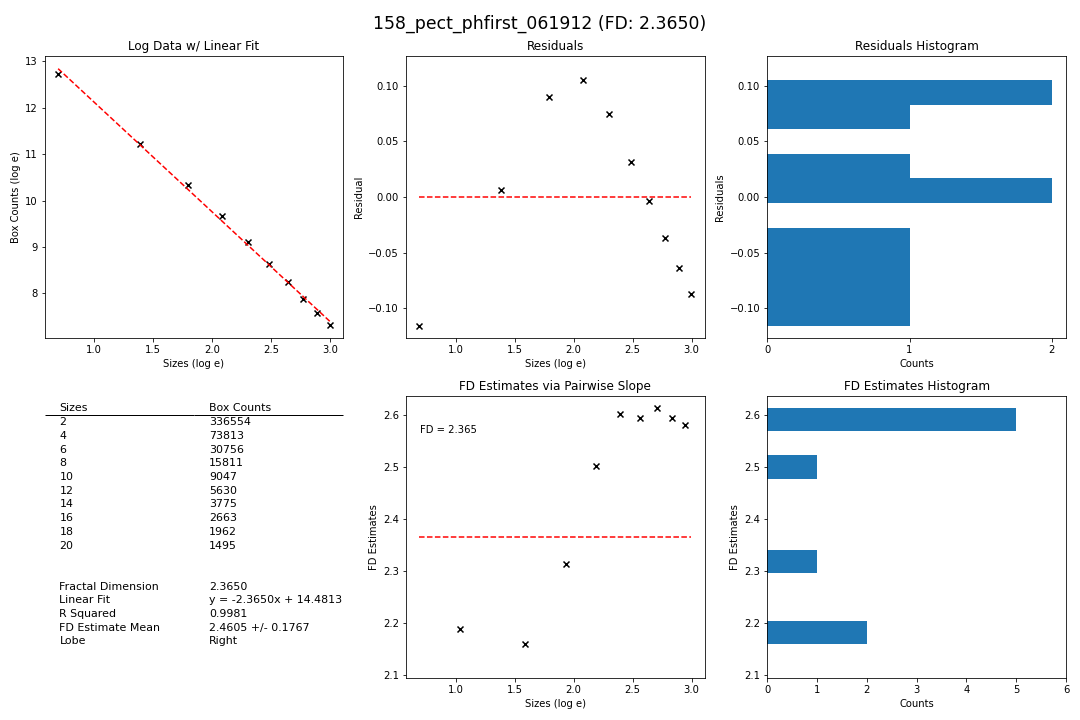 158_pect_phfirst_061912 (FD: 2.3650)
Log Data w/ Linear Fit
Box Counts (log e)
13
12
11
10
9
8
1.0 1.5 2.0 2.5 3.0
Sizes (log e)
Residuals
Residual
0.10
0.05
0.00
−0.05
−0.10
1.0 1.5 2.0 2.5 3.0
Sizes (log e)
Residuals Histogram
Residuals
0.10
0.05
0.00
−0.05
−0.10
0 1 2
Counts
Sizes Box Counts
2 336554
4 73813
6 30756
8 15811
10 9047
12 5630
14 3775
16 2663
18 1962
20 1495
Fractal Dimension 2.3650
Linear Fit y = -2.3650x + 14.4813
R Squared 0.9981
FD Estimate Mean 2.4605 +/- 0.1767
Lobe Right
FD Estimates via Pairwise Slope
FD Estimates
2.6
2.5
2.4
2.3
2.2
2.1
FD = 2.365
1.0 1.5 2.0 2.5 3.0
Sizes (log e)
FD Estimates Histogram
FD Estimates
2.6
2.5
2.4
2.3
2.2
2.1
0 1 2 3 4 5 6
Counts